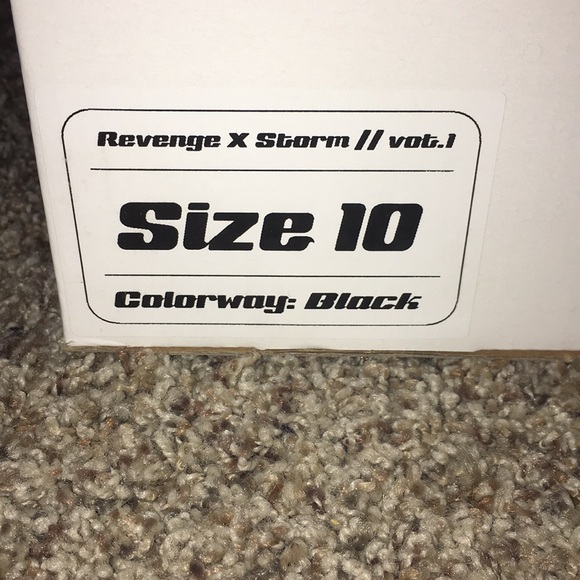 Revenge X Storm // vol.1
Size 10
Colorway: Black